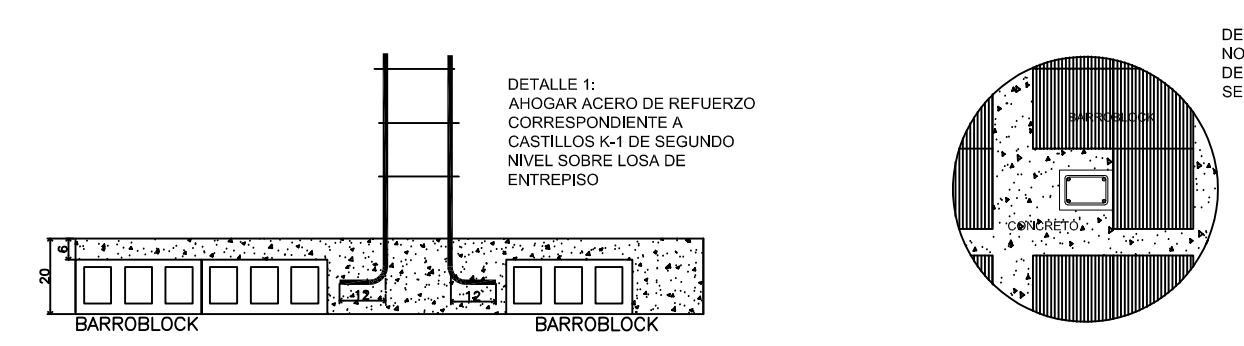 DETALLE 1:
AHOGAR ACERO DE REFUERZO
CORRESPONDIENTE A
CASTILLOS K-1 DE SEGUNDO
NIVEL SOBRE LOSA DE
ENTREPISO
6
20
12
12
BARROBLOCK
BARROBLOCK
BARROBLOCK
CONCRETO
DE
NO
DE
SE